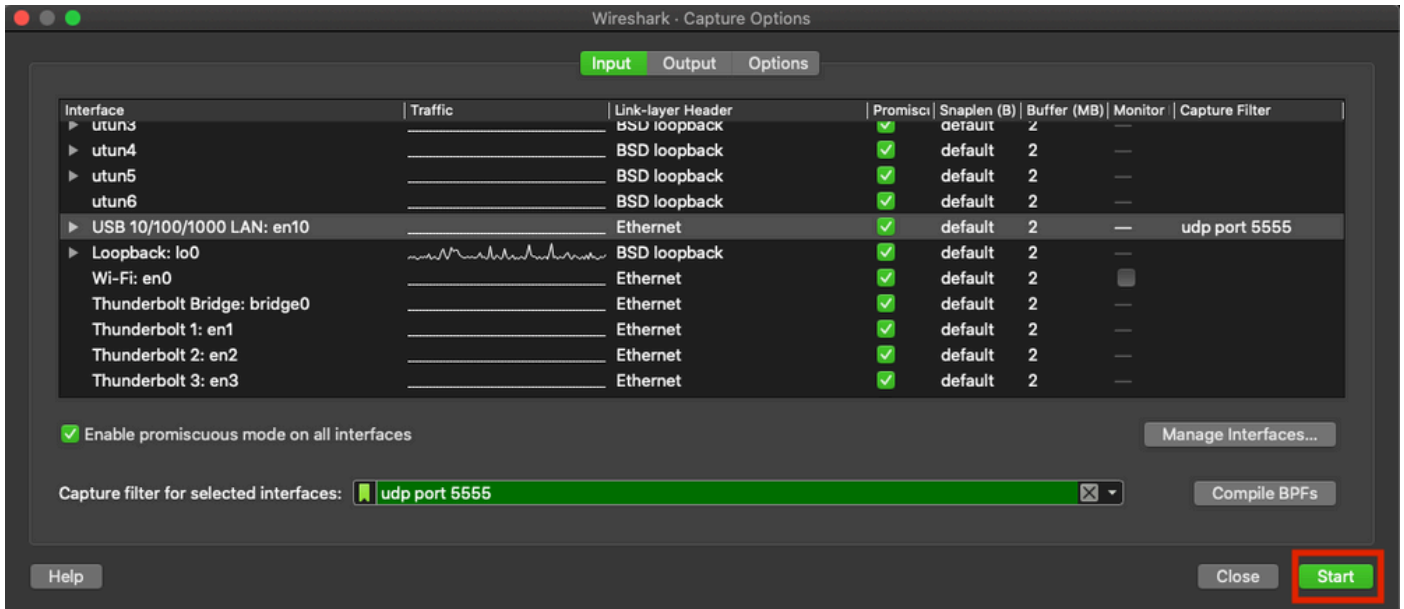 Wireshark · Capture Options
Input Output Options
Interface Traffic Link-layer Header Promiscu Snaplen (B) Buffer (MB) Monitor Capture Filter
utun3 BSD loopback default 2 —
utun4 BSD loopback default 2 —
utun5 BSD loopback default 2 —
utun6 BSD loopback default 2 —
USB 10/100/1000 LAN: en10 Ethernet default 2 — udp port 5555
Loopback: lo0 BSD loopback default 2 —
Wi-Fi: en0 Ethernet default 2
Thunderbolt Bridge: bridge0 Ethernet default 2 —
Thunderbolt 1: en1 Ethernet default 2 —
Thunderbolt 2: en2 Ethernet default 2 —
Thunderbolt 3: en3 Ethernet default 2 —
Enable promiscuous mode on all interfaces
Manage Interfaces...
Capture filter for selected interfaces: udp port 5555
Compile BPFs
Help Close Start